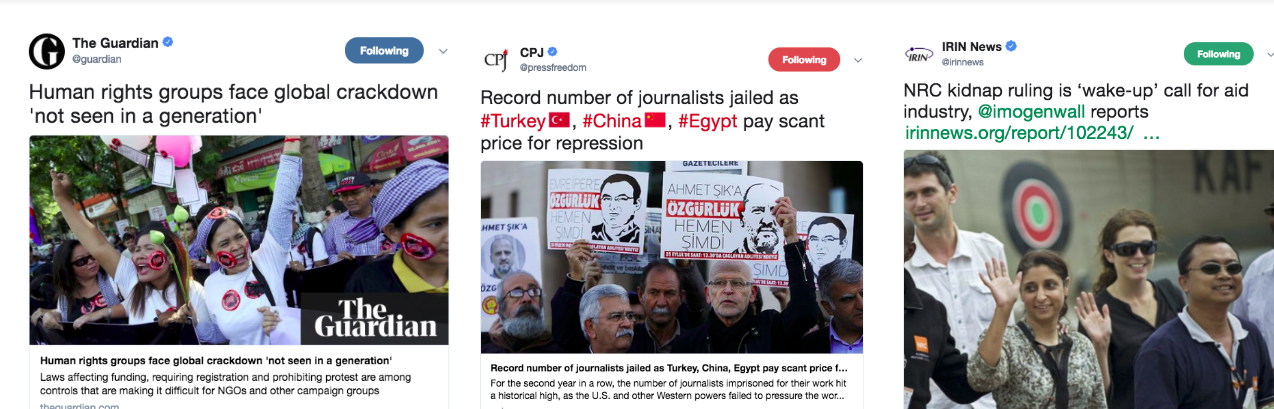 The Guardian
@guardian
Following
Human rights groups face global crackdown
'not seen in a generation'
The
Guardian
Human rights groups face global crackdown 'not seen in a generation'
Laws affecting funding, requiring registration and prohibiting protest are among
controls that are making it difficult for NGOs and other campaign groups
theguardian.com
CPJ
CPJ
@pressfreedom
Following
Record number of journalists jailed as
#Turkey🇹🇷, #China🇨🇳, #Egypt pay scant
price for repression
GAZETECILERE
ÖZGÜRLÜK
HEMEN
ŞİMDİ
AHMET ŞIK'A
ÖZGÜRLÜK
HEMEN
ŞİMDİ
AHMET ŞIK'A
Record number of journalists jailed as Turkey, China, Egypt pay scant price f...
For the second year in a row, the number of journalists imprisoned for their work hit
a historical high, as the U.S. and other Western powers failed to pressure the wor...
IRIN
IRIN News
@irinnews
Following
NRC kidnap ruling is ‘wake-up’ call for aid
industry, @imogenwall reports
irinnews.org/report/102243/ …
KAF